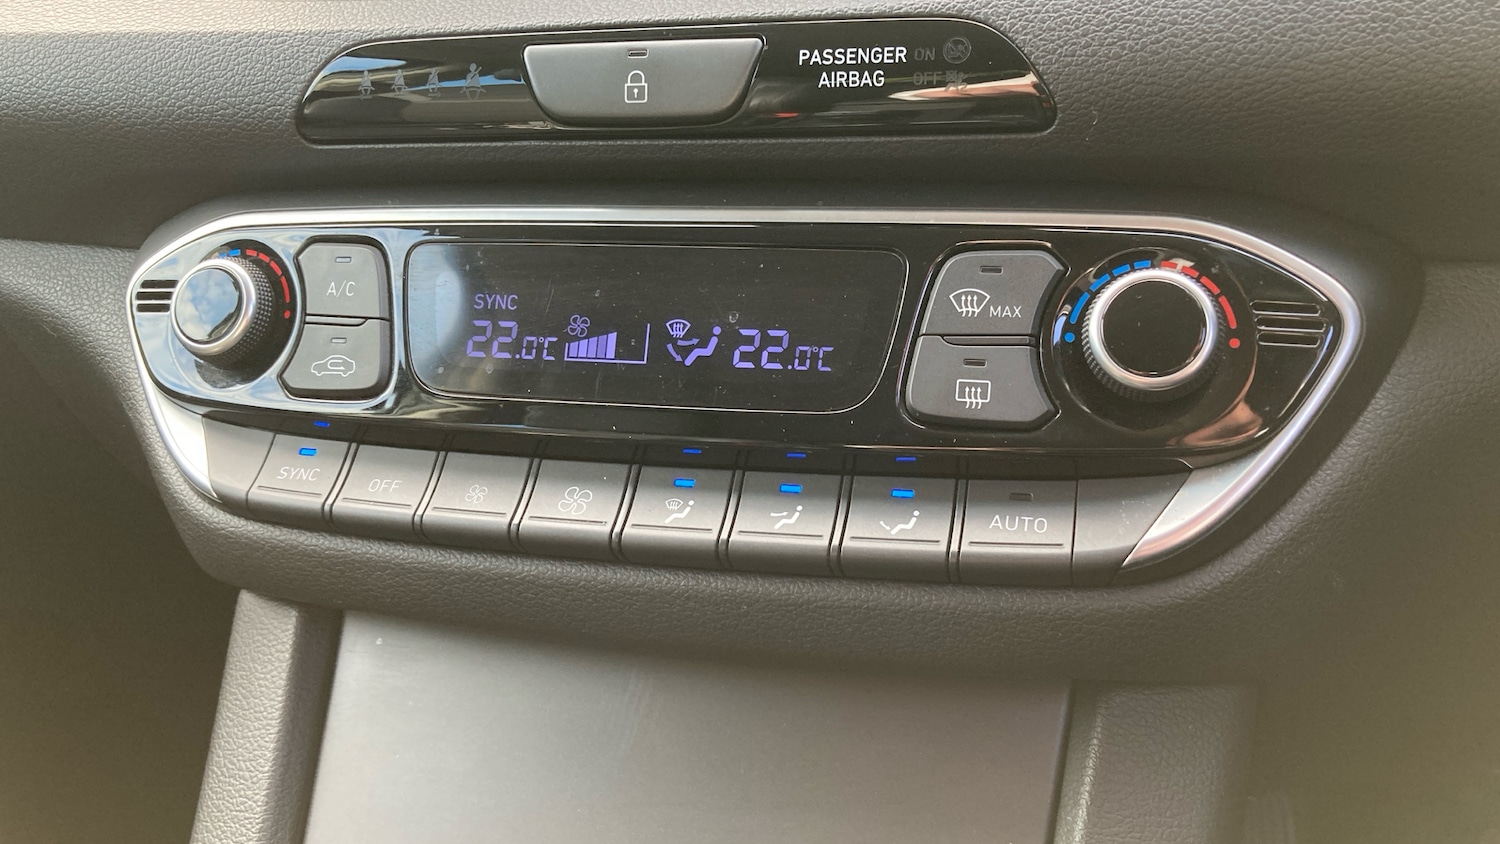 PASSENGER ON
AIRBAG OFF
A/C
SYNC
22.0°C 22.0°C
MAX
SYNC
OFF
AUTO